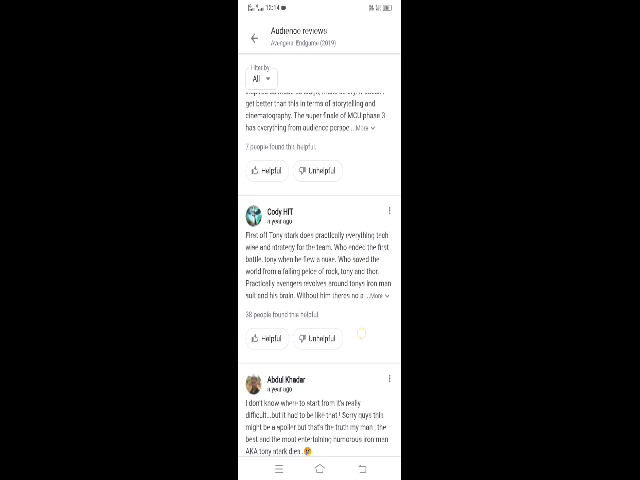 12:14
Audience reviews
Avengers: Endgame (2019)
Filter by
All
get better than this in terms of storytelling and
cinematography. The super finale of MCU phase 3
has everything from audience perspe ... More
7 people found this helpful.
Helpful
Unhelpful
Cody HIT
a year ago
First off Tony stark does practically everything tech
wise and strategy for the team. Who ended the first
battle, tony when he flew a nuke. Who saved the
world from a falling peice of rock, tony and thor.
Practically avengers revolves around tonys iron man
suit and his brain. Without him theres no a ... More
38 people found this helpful.
Helpful
Unhelpful
Abdul Khadar
a year ago
I don't know where to start from it's really
difficult...but it had to be like that ! Sorry guys this
might be a spoiler but that's the truth my man , the
best and the most entertaining humorous iron man
AKA tony stark dies .